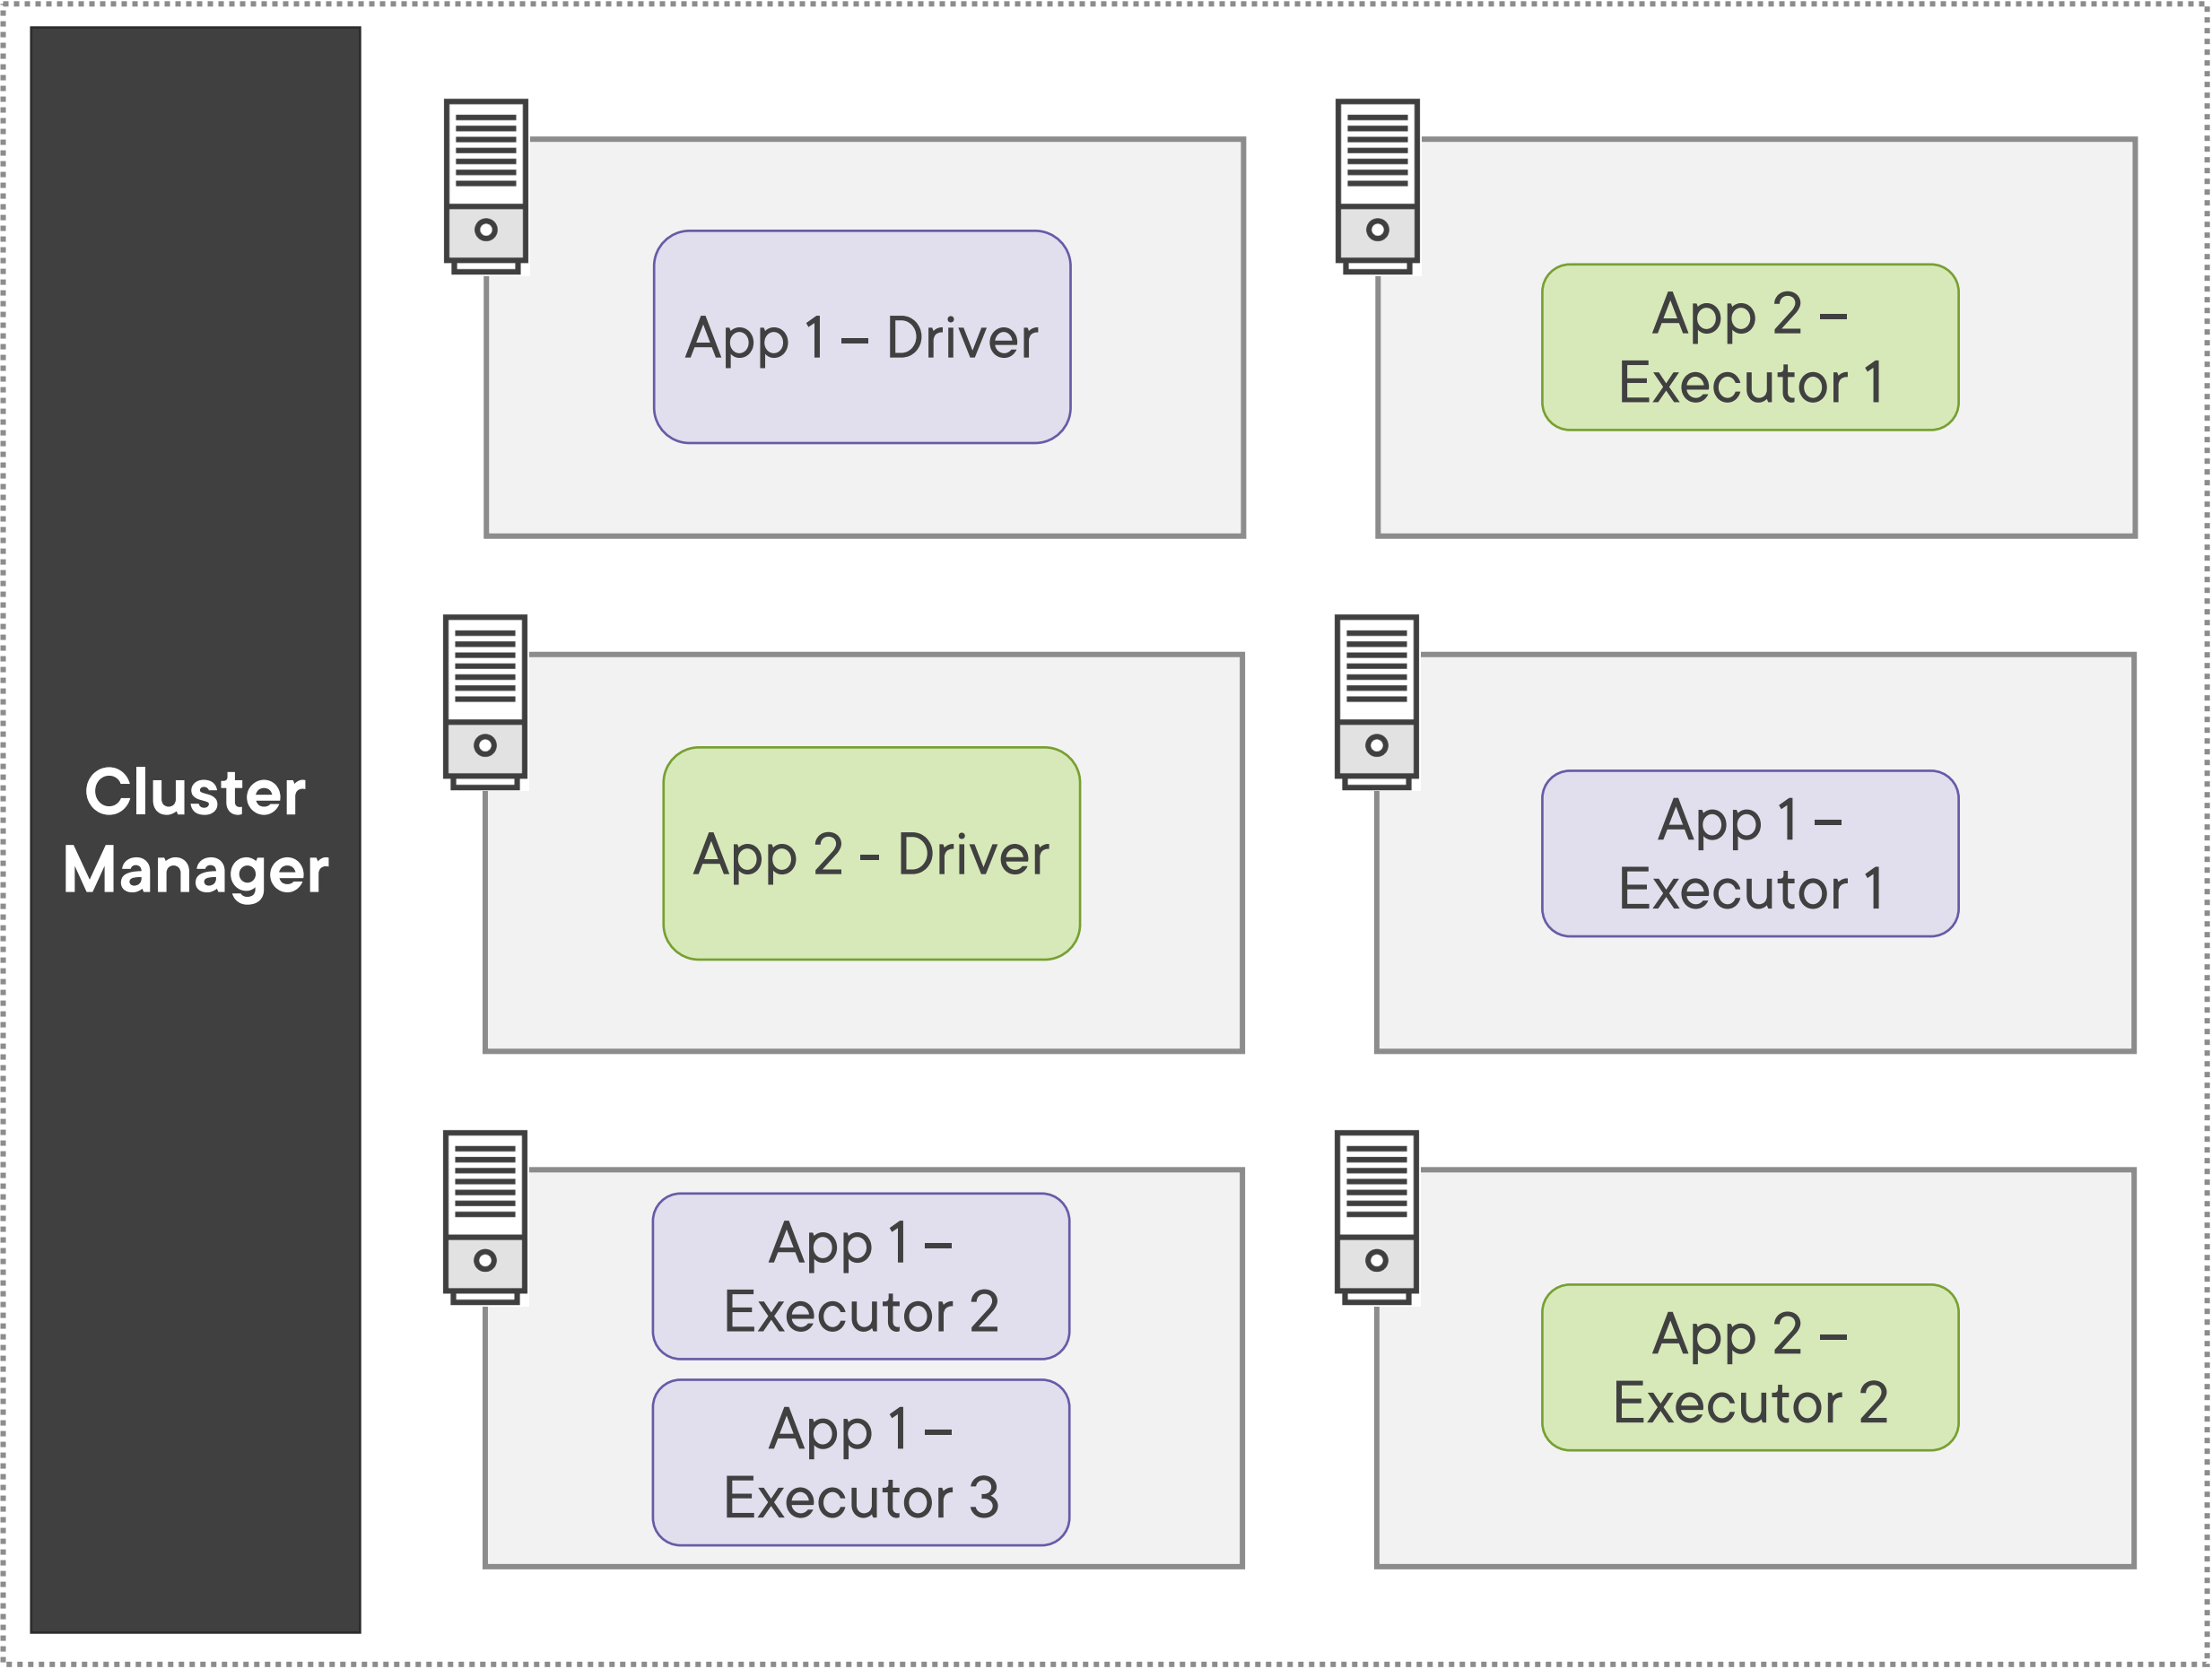 Cluster
Manager
App 1 – Driver
App 2 –
Executor 1
App 2 - Driver
App 1 –
Executor 1
App 1 –
Executor 2
App 1 –
Executor 3
App 2 –
Executor 2